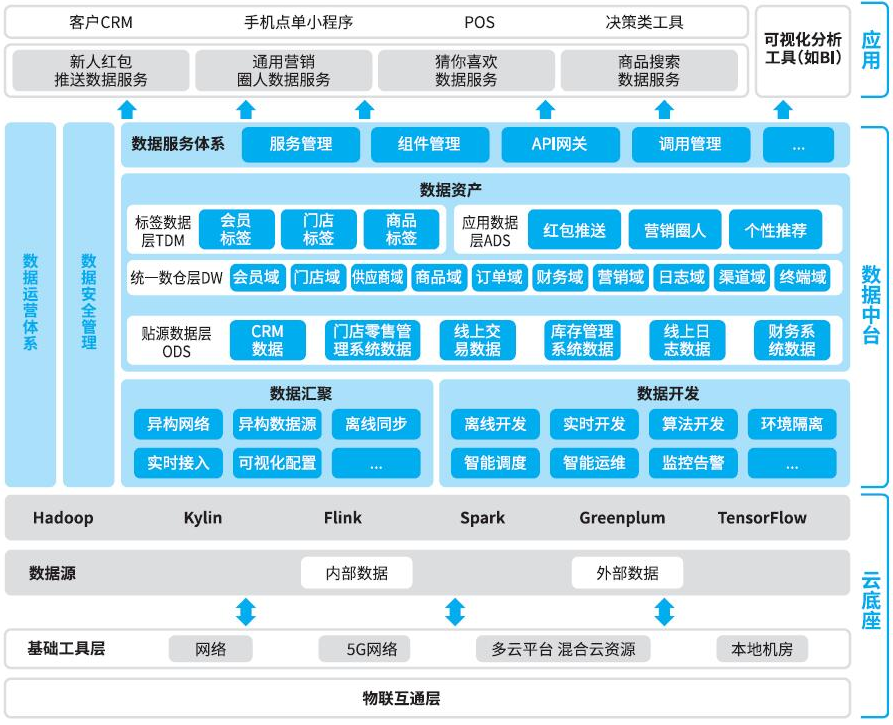 客户CRM
手机点单小程序
POS
决策类工具
可视化分析
工具(如BI)
应用
新人红包
推送数据服务
通用营销
圈人数据服务
猜你喜欢
数据服务
商品搜索
数据服务
数据运营体系
数据安全管理
数据服务体系
服务管理
组件管理
API网关
调用管理
...
数据资产
标签数据
层TDM
会员
标签
门店
标签
商品
标签
应用数据
层ADS
红包推送
营销圈人
个性推荐
统一数仓层DW
会员域
门店域
供应商域
商品域
订单域
财务域
营销域
日志域
渠道域
终端域
贴源数据层
ODS
CRM
数据
门店零售管
理系统数据
线上交
易数据
库存管理
系统数据
线上日
志数据
财务系
统数据
数据汇聚
异构网络
异构数据源
离线同步
实时接入
可视化配置
...
数据开发
离线开发
实时开发
算法开发
环境隔离
智能调度
智能运维
监控告警
...
数据中台
Hadoop
Kylin
Flink
Spark
Greenplum
TensorFlow
数据源
内部数据
外部数据
基础工具层
网络
5G网络
多云平台 混合云资源
本地机房
物联互通层
云底座